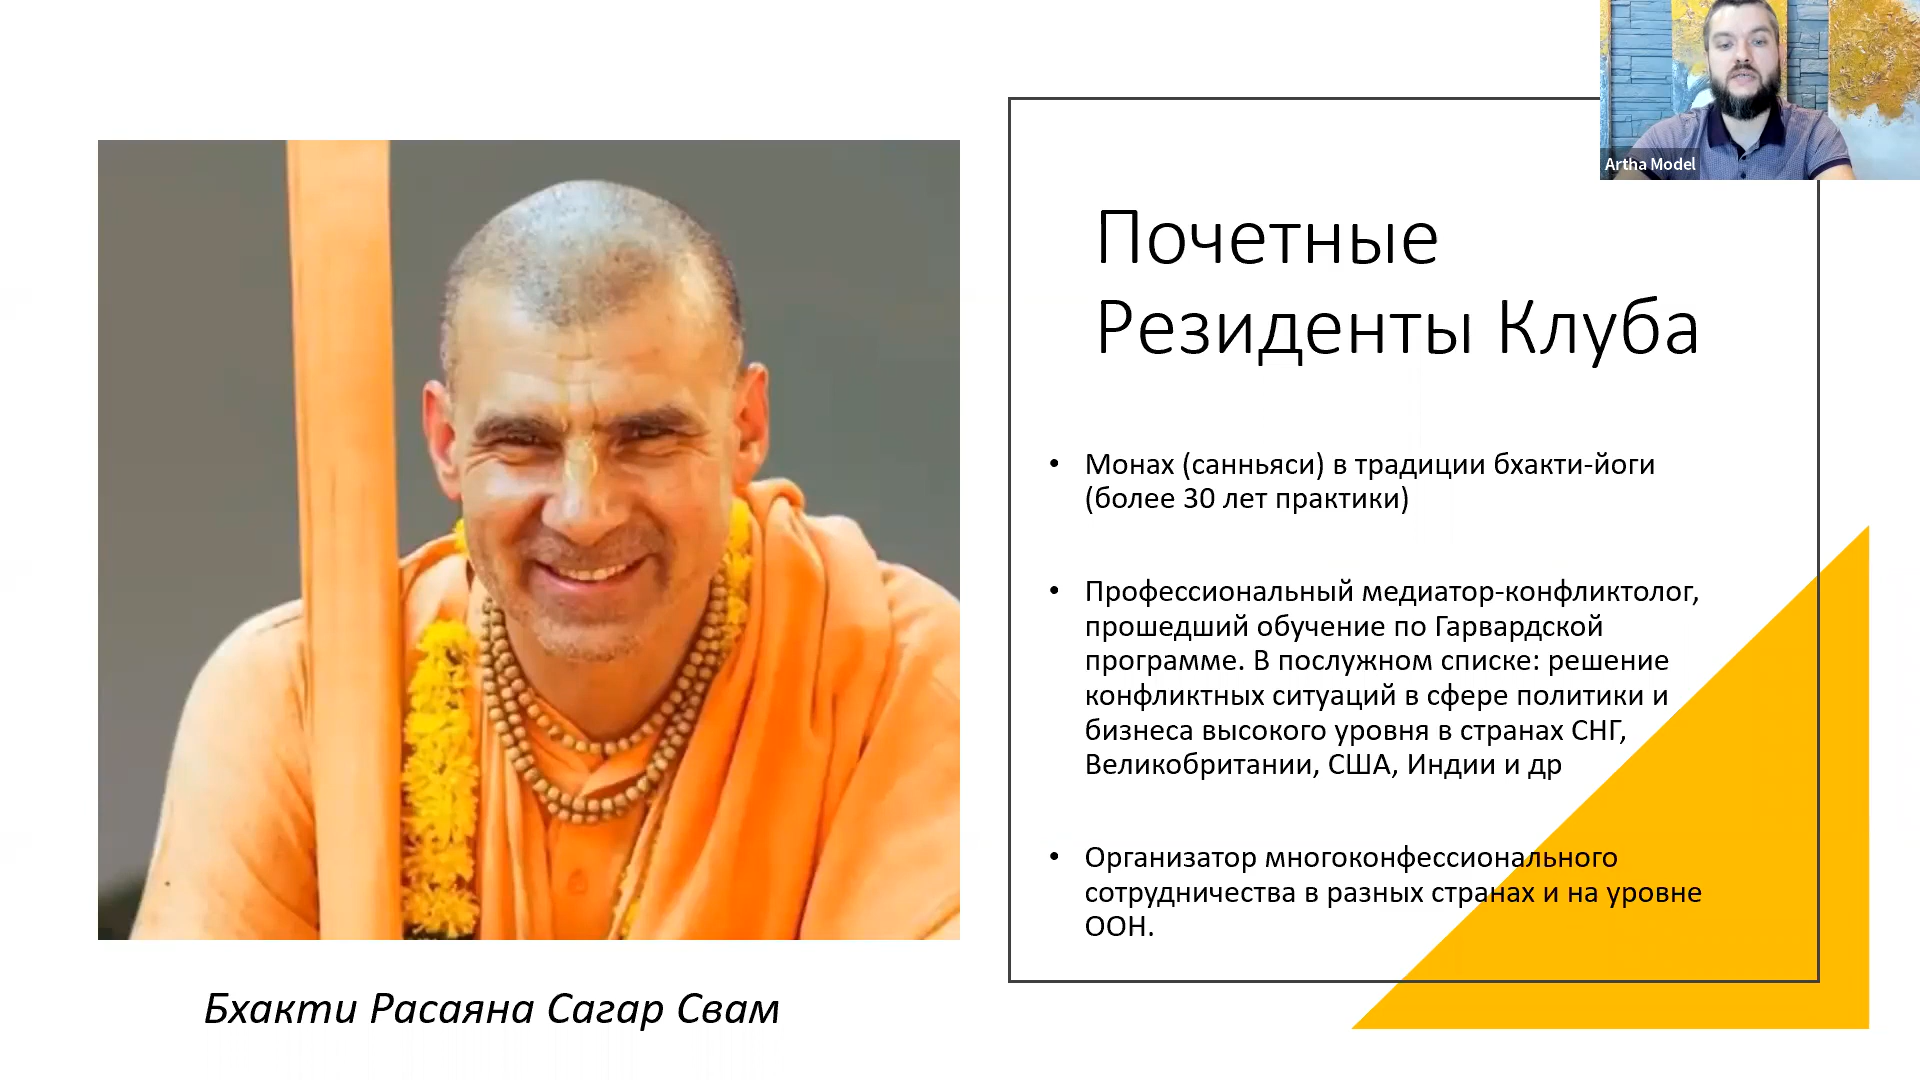 Artha Model
Почетные
Резиденты Клуба
• Монах (санньяси) в традиции бхакти-йоги
(более 30 лет практики)
• Профессиональный медиатор-конфликтолог,
прошедший обучение по Гарвардской
программе. В послужном списке: решение
конфликтных ситуаций в сфере политики и
бизнеса высокого уровня в странах СНГ,
Великобритании, США, Индии и др
• Организатор многоконфессионального
сотрудничества в разных странах и на уровне
ООН.
Бхакти Расаяна Сагар Свам